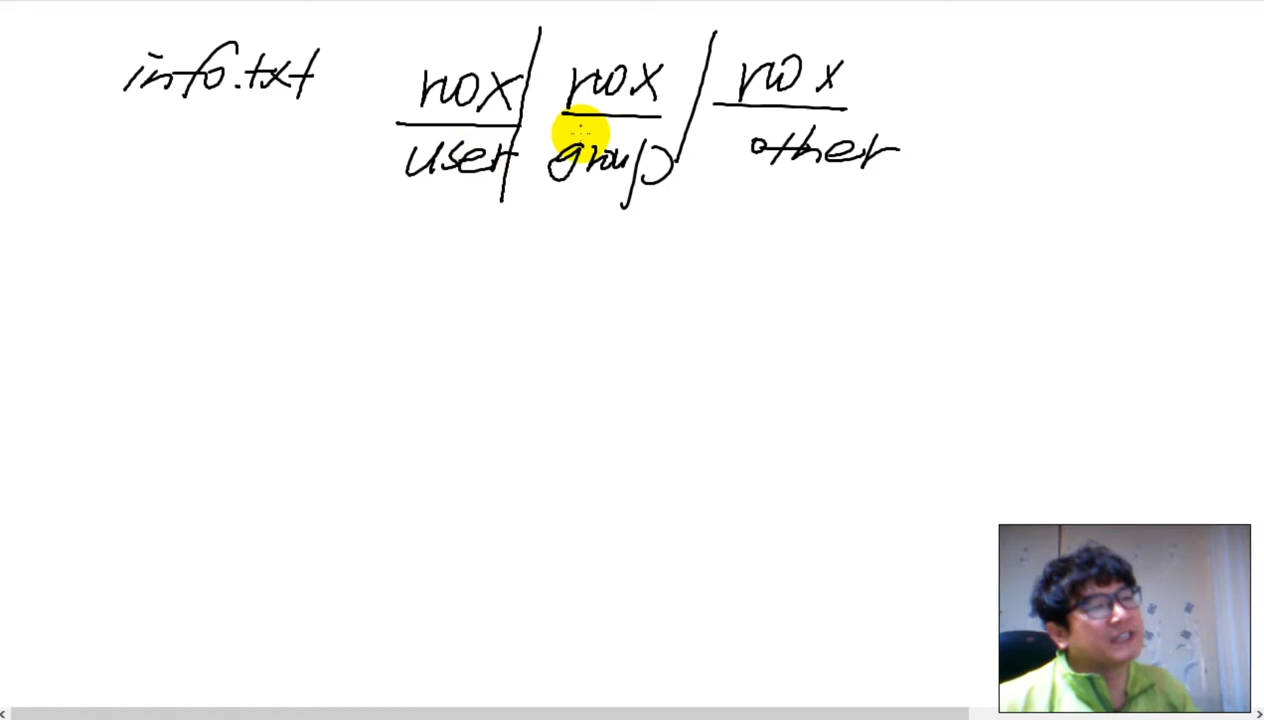 info.txt rwx / rwx / rwx
user group other